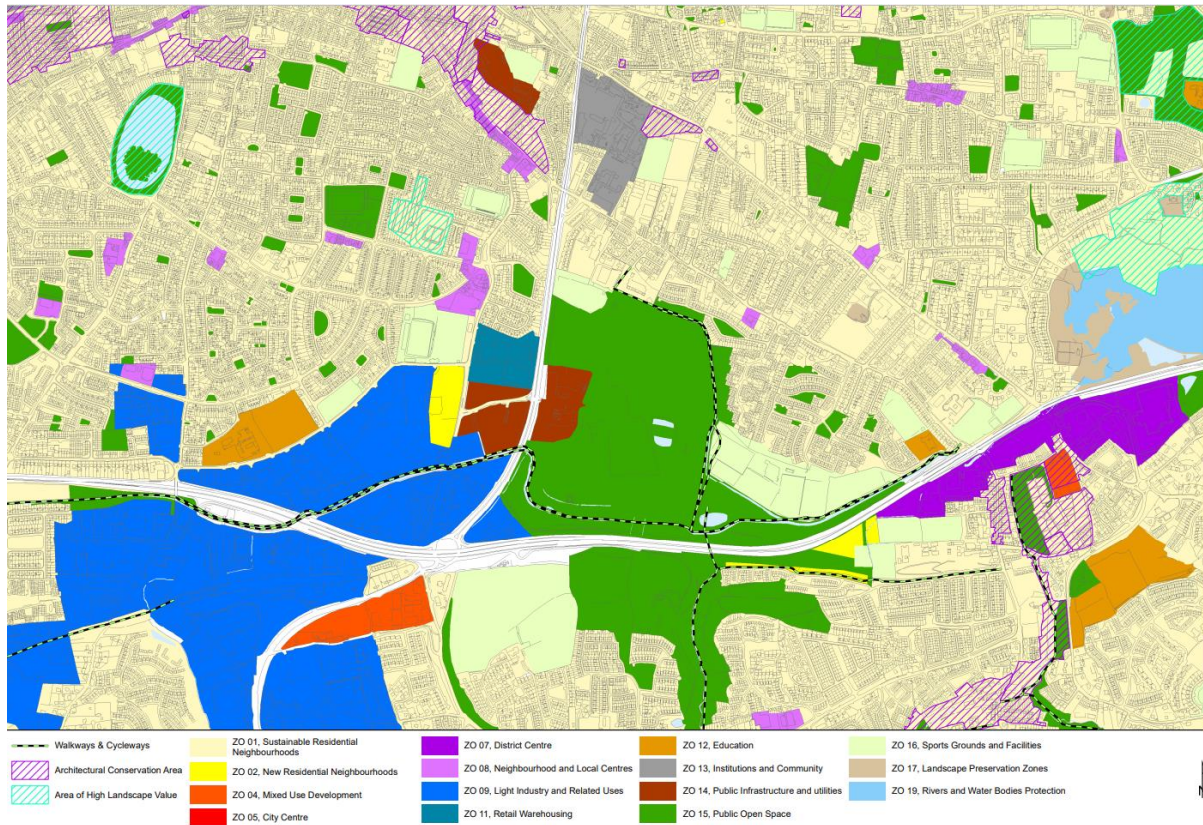 Walkways & Cycleways
Architectural Conservation Area
Area of High Landscape Value
ZO 01, Sustainable Residential
Neighbourhoods
ZO 02, New Residential Neighbourhoods
ZO 04, Mixed Use Development
ZO 05, City Centre
ZO 07, District Centre
ZO 08, Neighbourhood and Local Centres
ZO 09, Light Industry and Related Uses
ZO 11, Retail Warehousing
ZO 12, Education
ZO 13, Institutions and Community
ZO 14, Public Infrastructure and utilities
ZO 15, Public Open Space
ZO 16, Sports Grounds and Facilities
ZO 17, Landscape Preservation Zones
ZO 19, Rivers and Water Bodies Protection